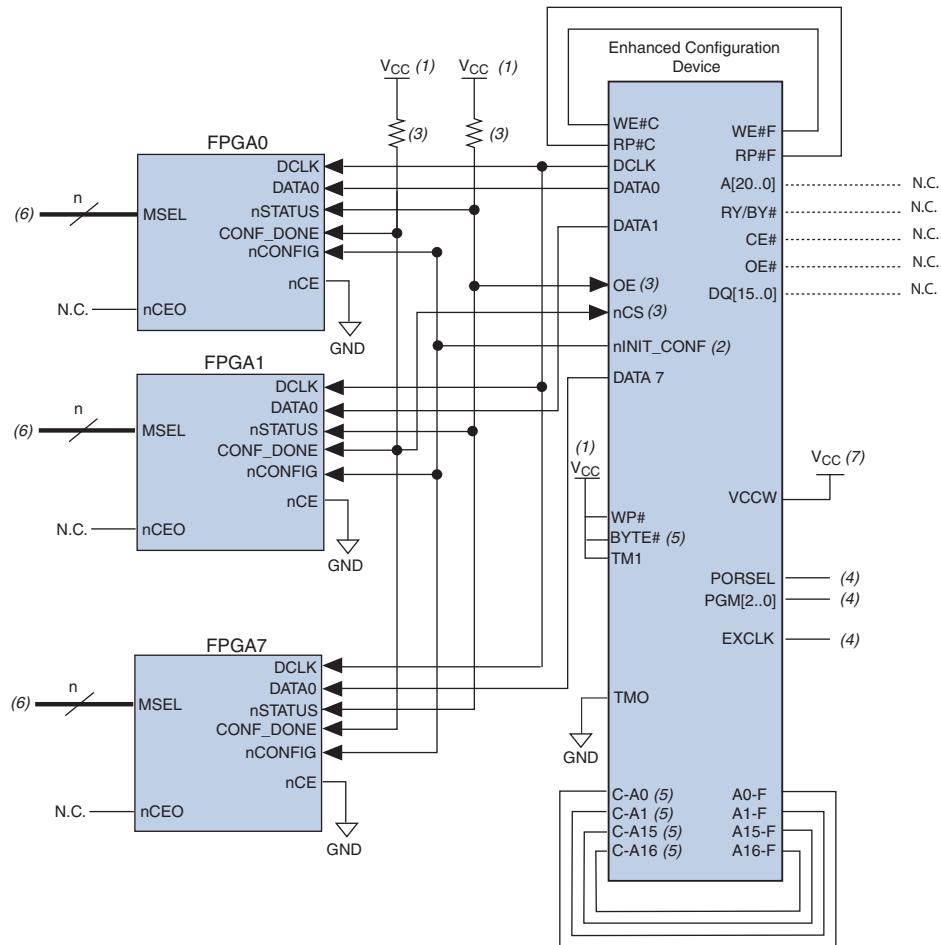 Enhanced Configuration
Device
VCC (1)
VCC (1)
(3)
(3)
FPGA0
DCLK
DATA0
nSTATUS
CONF_DONE
nCONFIG
nCE
MSEL
nCEO
n
(6)
N.C.
GND
FPGA1
DCLK
DATA0
nSTATUS
CONF_DONE
nCONFIG
nCE
MSEL
nCEO
n
(6)
N.C.
GND
FPGA7
DCLK
DATA0
nSTATUS
CONF_DONE
nCONFIG
nCE
MSEL
nCEO
n
(6)
N.C.
GND
WE#C
RP#C
DCLK
DATA0
DATA1
OE (3)
nCS (3)
nINIT_CONF (2)
DATA 7
(1)
VCC
WP#
BYTE# (5)
TM1
TMO
GND
C-A0 (5)
C-A1 (5)
C-A15 (5)
C-A16 (5)
WE#F
RP#F
A[20..0] N.C.
RY/BY# N.C.
CE# N.C.
OE# N.C.
DQ[15..0] N.C.
VCC (7)
VCCW
PORSEL (4)
PGM[2..0] (4)
EXCLK (4)
A0-F
A1-F
A15-F
A16-F